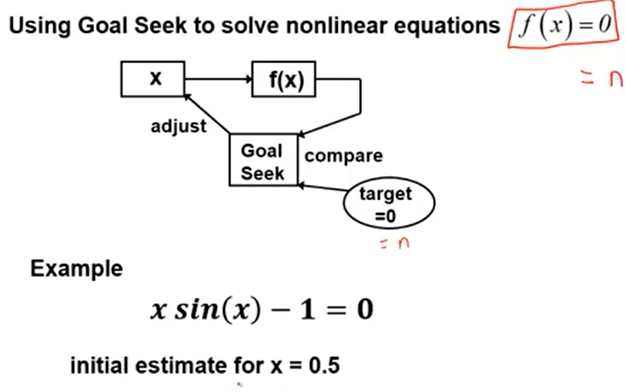 Using Goal Seek to solve nonlinear equations f(x)=0
= n
x
f(x)
adjust
Goal
Seek
compare
target
=0
= n
Example
x sin(x) − 1 = 0
initial estimate for x = 0.5